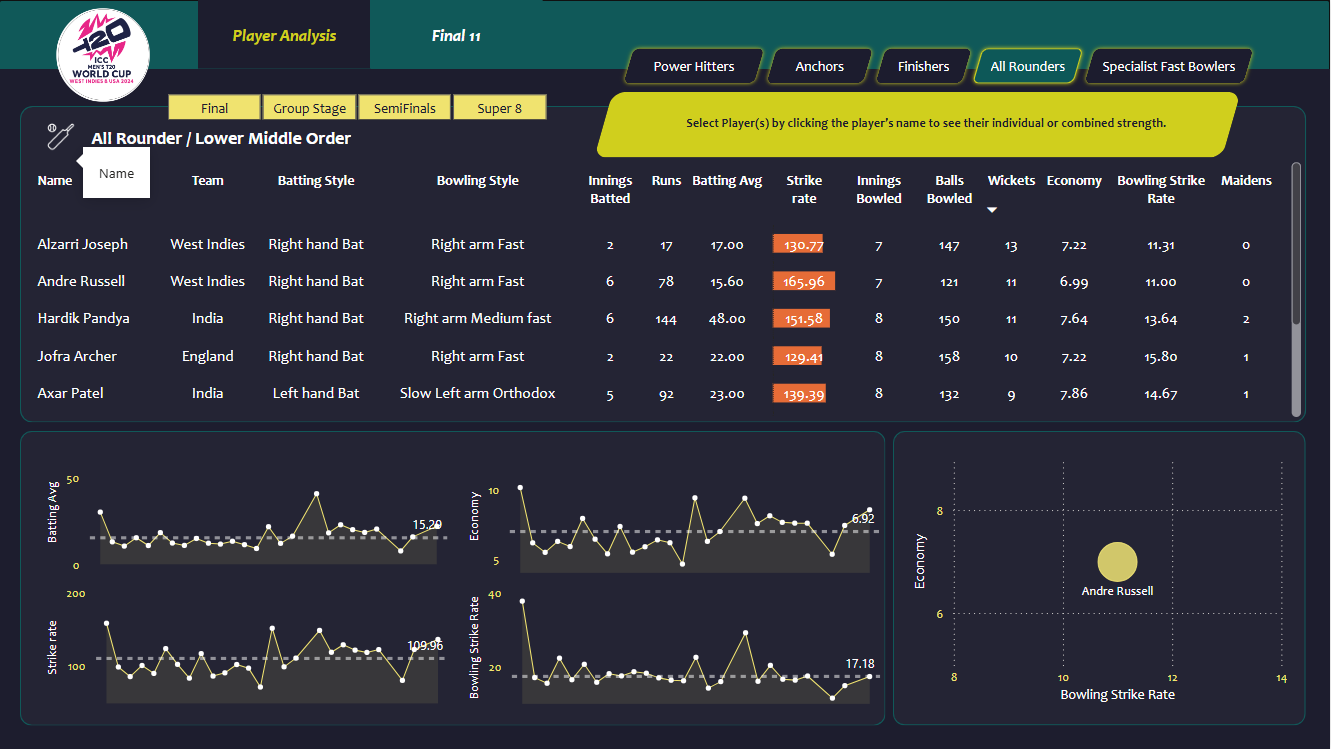 Player Analysis
Final 11
T20
ICC
MEN'S T20
WORLD CUP
WEST INDIES & USA 2024
Power Hitters
Anchors
Finishers
All Rounders
Specialist Fast Bowlers
Final
Group Stage
SemiFinals
Super 8
Select Player(s) by clicking the player's name to see their individual or combined strength.
All Rounder / Lower Middle Order
Name
Name Team Batting Style Bowling Style Innings Batted Runs Batting Avg Strike rate Innings Bowled Balls Bowled Wickets Economy Bowling Strike Rate Maidens
Alzarri Joseph West Indies Right hand Bat Right arm Fast 2 17 17.00 130.77 7 147 13 7.22 11.31 0
Andre Russell West Indies Right hand Bat Right arm Fast 6 78 15.60 165.96 7 121 11 6.99 11.00 0
Hardik Pandya India Right hand Bat Right arm Medium fast 6 144 48.00 151.58 8 150 11 7.64 13.64 2
Jofra Archer England Right hand Bat Right arm Fast 2 22 22.00 129.41 8 158 10 7.22 15.80 1
Axar Patel India Left hand Bat Slow Left arm Orthodox 5 92 23.00 139.39 8 132 9 7.86 14.67 1
Batting Avg
50
0
15.29
Economy
10
5
6.92
Strike rate
200
100
109.96
Bowling Strike Rate
40
20
17.18
Economy
8
6
Andre Russell
8 10 12 14
Bowling Strike Rate